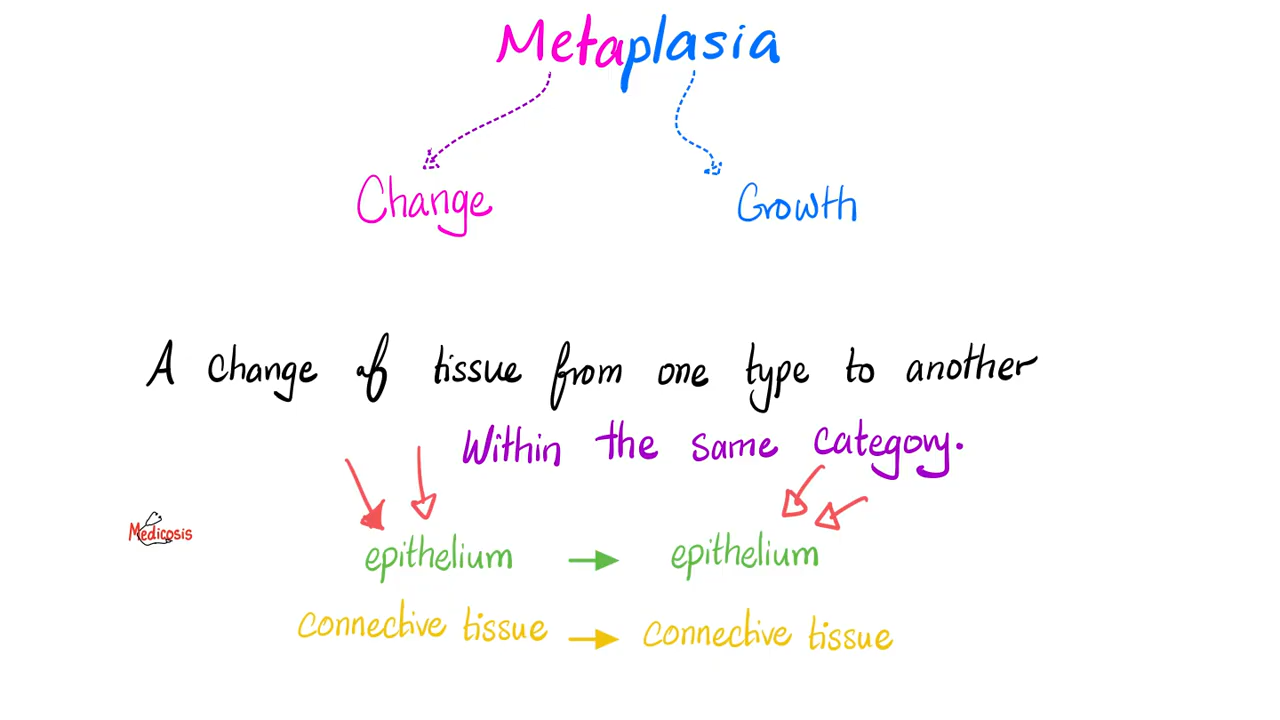 Metaplasia
Change
Growth
A change of tissue from one type to another
Within the same category.
Medicosis
epithelium → epithelium
connective tissue → connective tissue